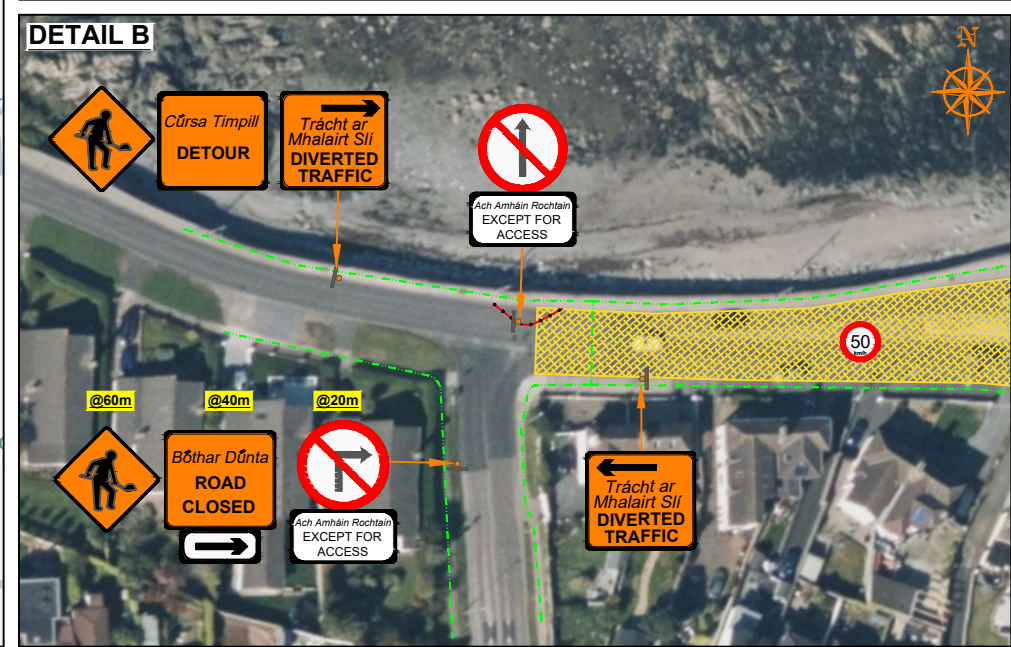 DETAIL B
N
Cúrsa Timpill
DETOUR
Trácht ar
Mhalairt Slí
DIVERTED
TRAFFIC
Ach Amháin Rochtain
EXCEPT FOR
ACCESS
50
km/h
@60m
@40m
@20m
Bóthar Dúnta
ROAD
CLOSED
Ach Amháin Rochtain
EXCEPT FOR
ACCESS
Trácht ar
Mhalairt Slí
DIVERTED
TRAFFIC